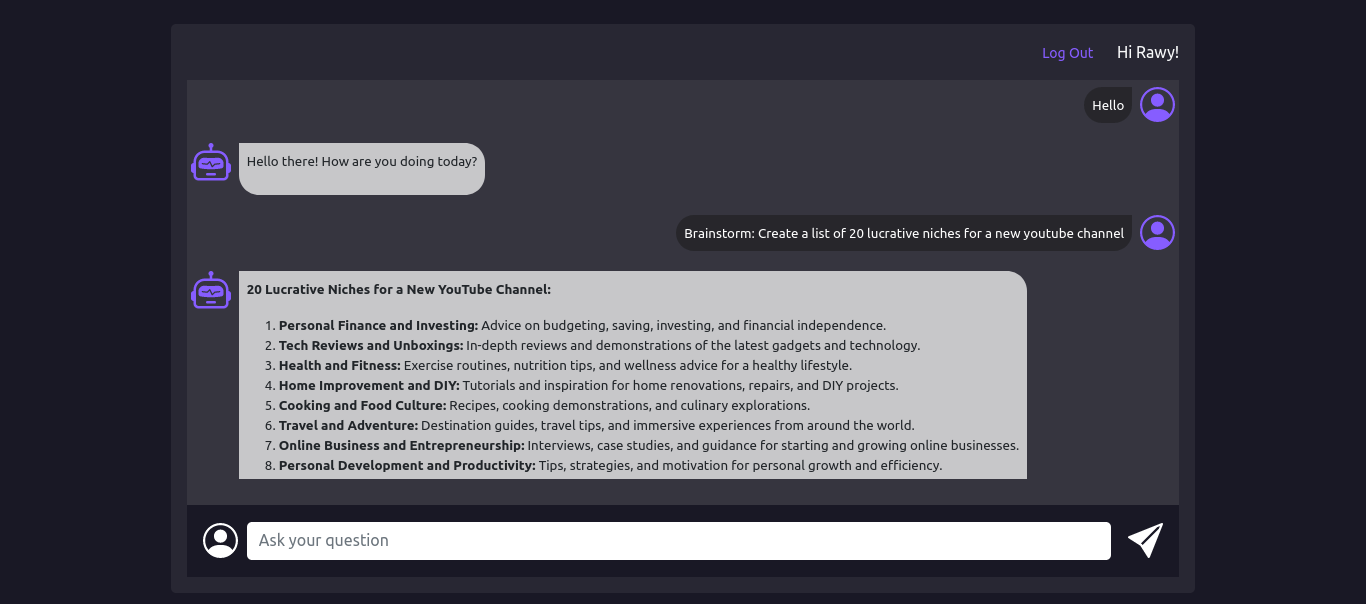 Log Out Hi Rawy!
Hello
Hello there! How are you doing today?
Brainstorm: Create a list of 20 lucrative niches for a new youtube channel
20 Lucrative Niches for a New YouTube Channel:
1. Personal Finance and Investing: Advice on budgeting, saving, investing, and financial independence.
2. Tech Reviews and Unboxings: In-depth reviews and demonstrations of the latest gadgets and technology.
3. Health and Fitness: Exercise routines, nutrition tips, and wellness advice for a healthy lifestyle.
4. Home Improvement and DIY: Tutorials and inspiration for home renovations, repairs, and DIY projects.
5. Cooking and Food Culture: Recipes, cooking demonstrations, and culinary explorations.
6. Travel and Adventure: Destination guides, travel tips, and immersive experiences from around the world.
7. Online Business and Entrepreneurship: Interviews, case studies, and guidance for starting and growing online businesses.
8. Personal Development and Productivity: Tips, strategies, and motivation for personal growth and efficiency.
Ask your question